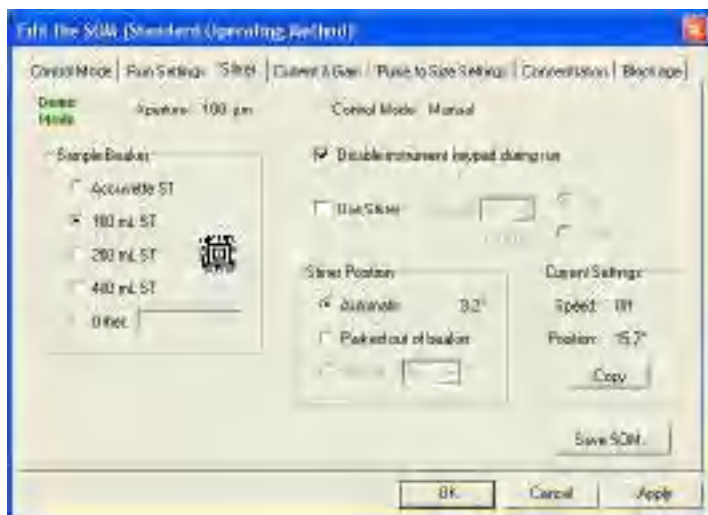 Edit the SOM (Standard Operating Method)
Control Mode Run Settings Stirrer Current & Gain Pulse to Size Settings Concentration Blockage
Demo Mode Aperture: 100 µm Control Mode: Manual
Sample Beaker
Accuvette ST
100 mL ST
200 mL ST
400 mL ST
Other:
Disable instrument keypad during run
Use Stirrer
Stirrer Position
Automatic 9.2°
Parked out of beaker
Current Settings
Speed: Off
Position: 15.7°
Copy
Save SOM...
OK Cancel Apply